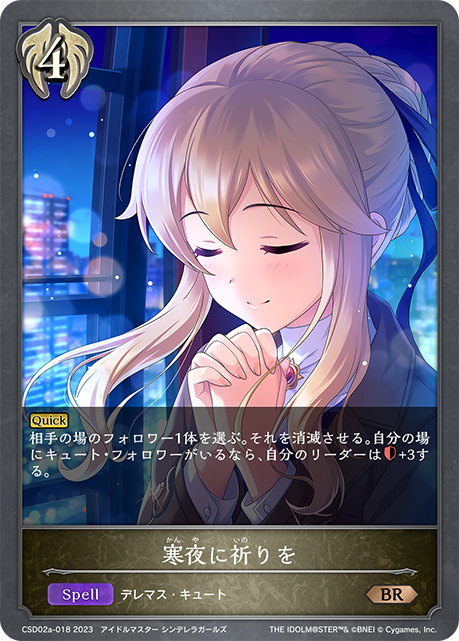 4
Quick
相手の場のフォロワー1体を選ぶ。それを消滅させる。自分の場
にキュート・フォロワーがいるなら、自分のリーダーは+3す
る。
かん や いの
寒夜に祈りを
Spell デレマス・キュート BR
CSD02a-018 2023 アイドルマスター シンデレラガールズ THE IDOLM@STER™& ©BNEI © Cygames, Inc.